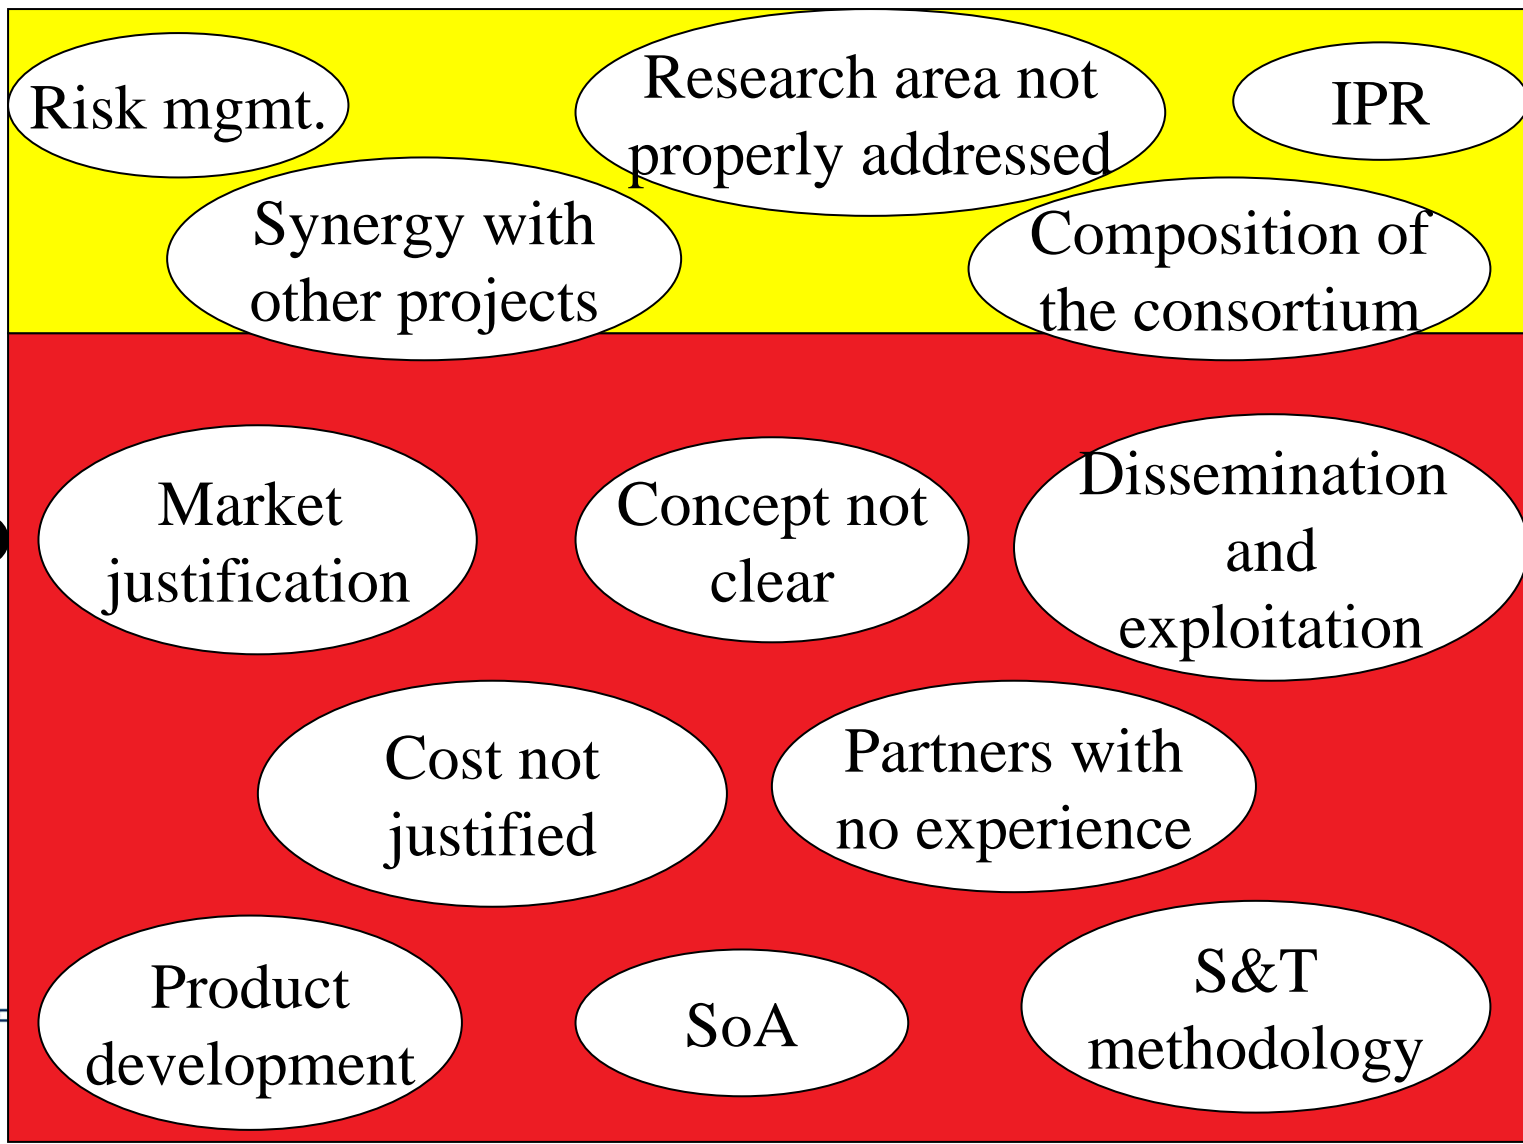 Risk mgmt.
Research area not
properly addressed
IPR
Synergy with
other projects
Composition of
the consortium
Market
justification
Concept not
clear
Dissemination
and
exploitation
Cost not
justified
Partners with
no experience
Product
development
SoA
S&T
methodology